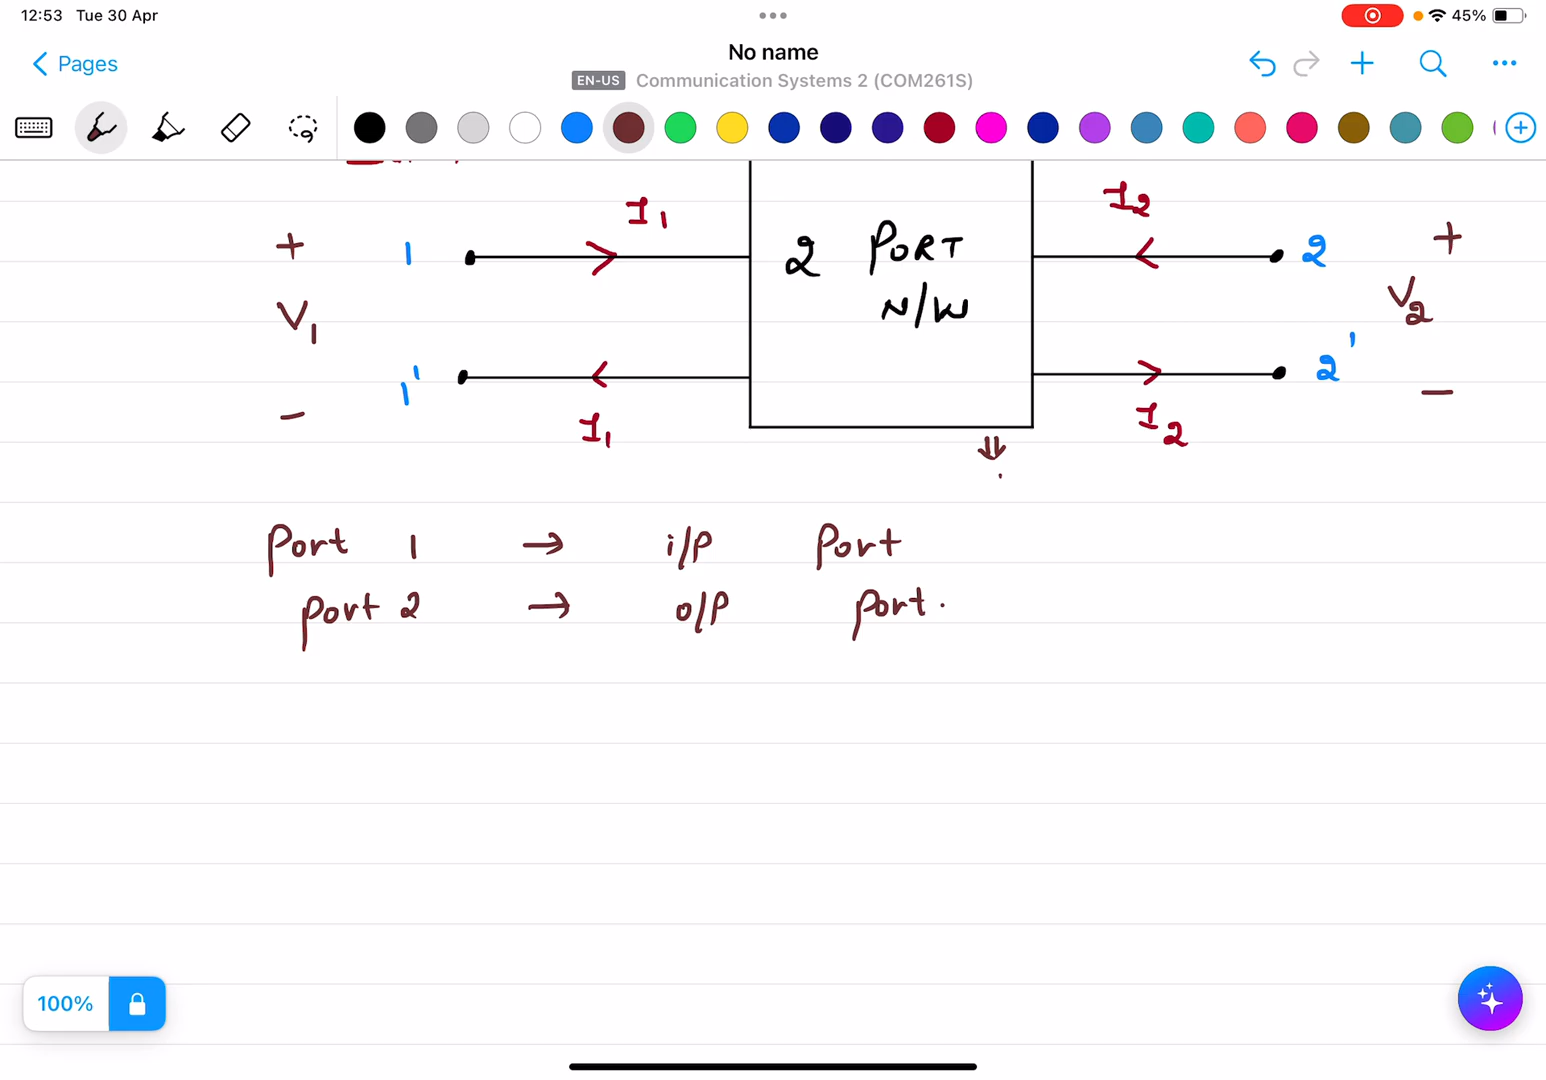 12:53 Tue 30 Apr
45%
Pages
No name
EN-US Communication Systems 2 (COM261S)
I1
I2
+
1
2 PORT
2
+
V1
N/W
V2
1'
2'
-
-
I1
I2
Port 1 → i/p Port
port 2 → o/p port.
100%